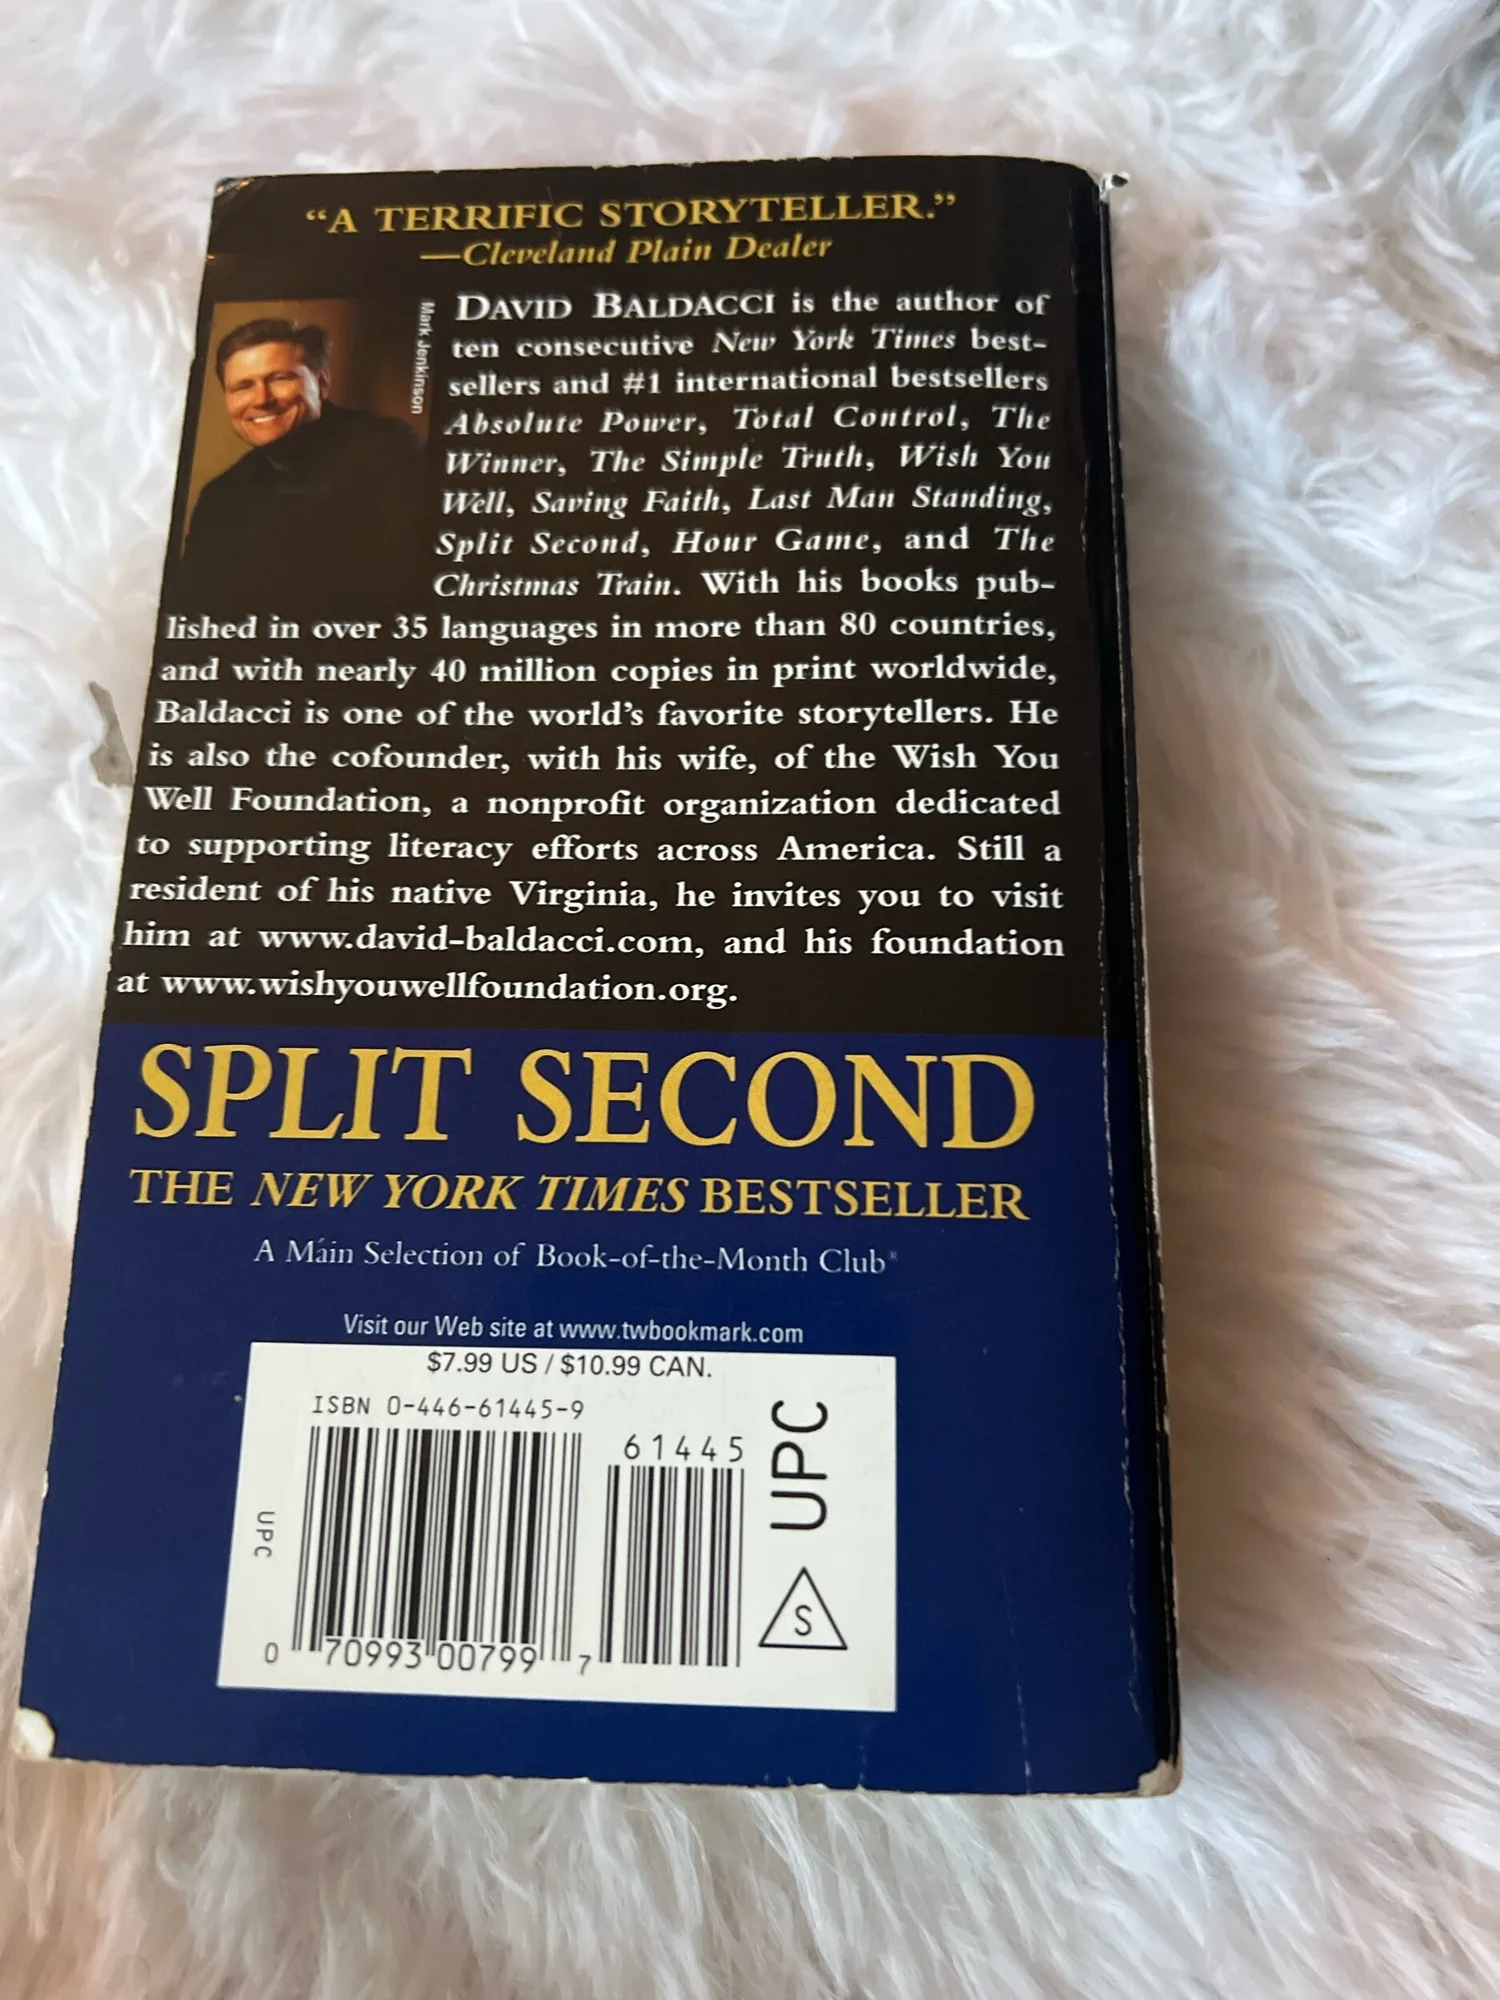 “A TERRIFIC STORYTELLER.”
—Cleveland Plain Dealer
Mark Jenkinson
DAVID BALDACCI is the author of
ten consecutive New York Times best-
sellers and #1 international bestsellers
Absolute Power, Total Control, The
Winner, The Simple Truth, Wish You
Well, Saving Faith, Last Man Standing,
Split Second, Hour Game, and The
Christmas Train. With his books pub-
lished in over 35 languages in more than 80 countries,
and with nearly 40 million copies in print worldwide,
Baldacci is one of the world’s favorite storytellers. He
is also the cofounder, with his wife, of the Wish You
Well Foundation, a nonprofit organization dedicated
to supporting literacy efforts across America. Still a
resident of his native Virginia, he invites you to visit
him at www.david-baldacci.com, and his foundation
at www.wishyouwellfoundation.org.
SPLIT SECOND
THE NEW YORK TIMES BESTSELLER
A Main Selection of Book-of-the-Month Club®
Visit our Web site at www.twbookmark.com
$7.99 US / $10.99 CAN.
ISBN 0-446-61445-9
61445
UPC
UPC
S
0 70993 00799 7